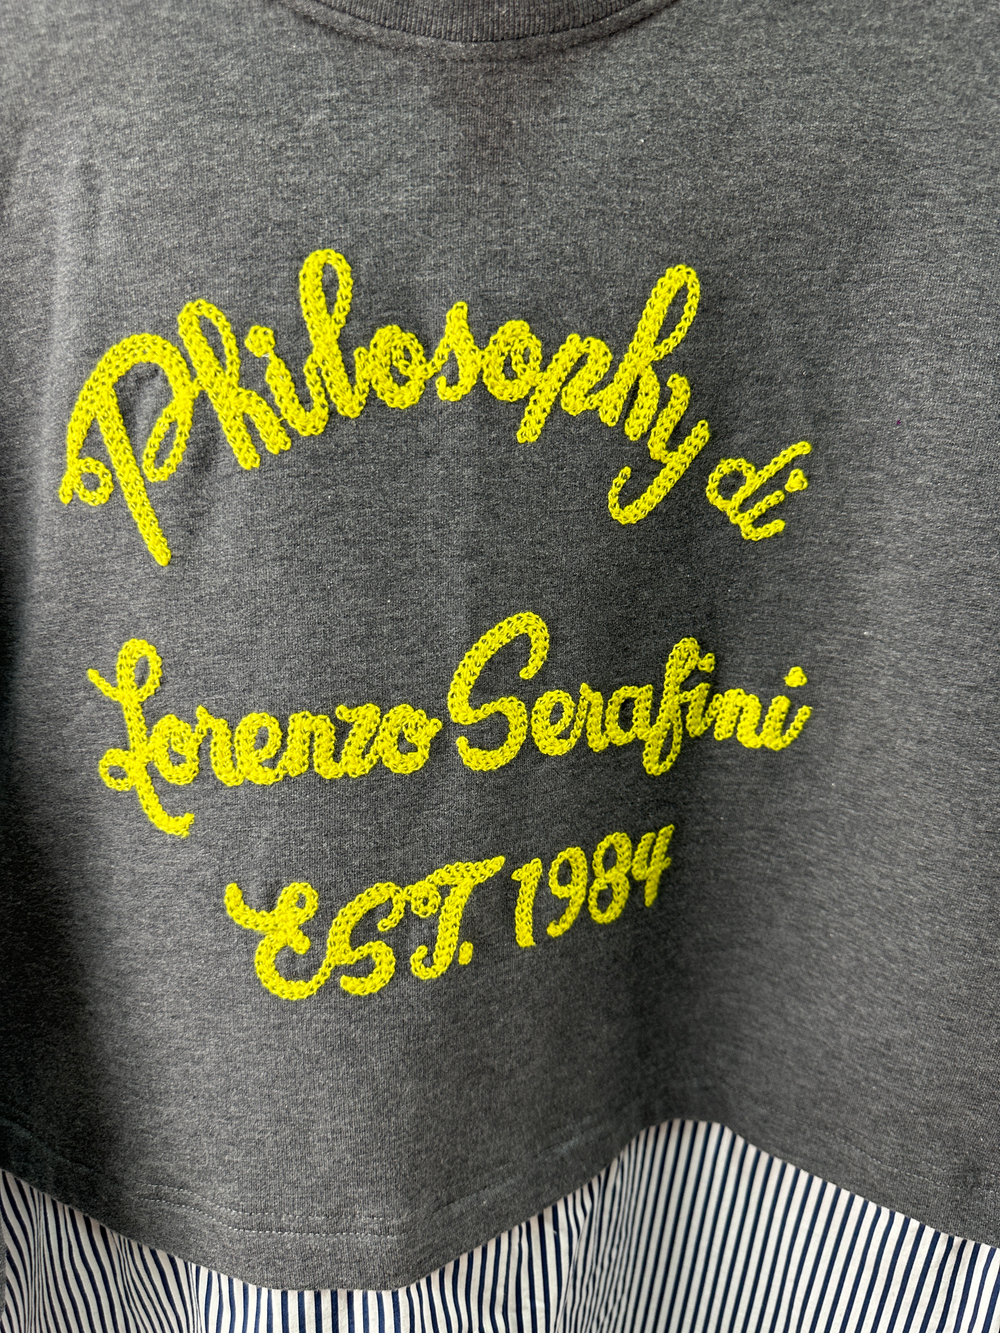 Philosophy di
Lorenzo Serafini
EST. 1984